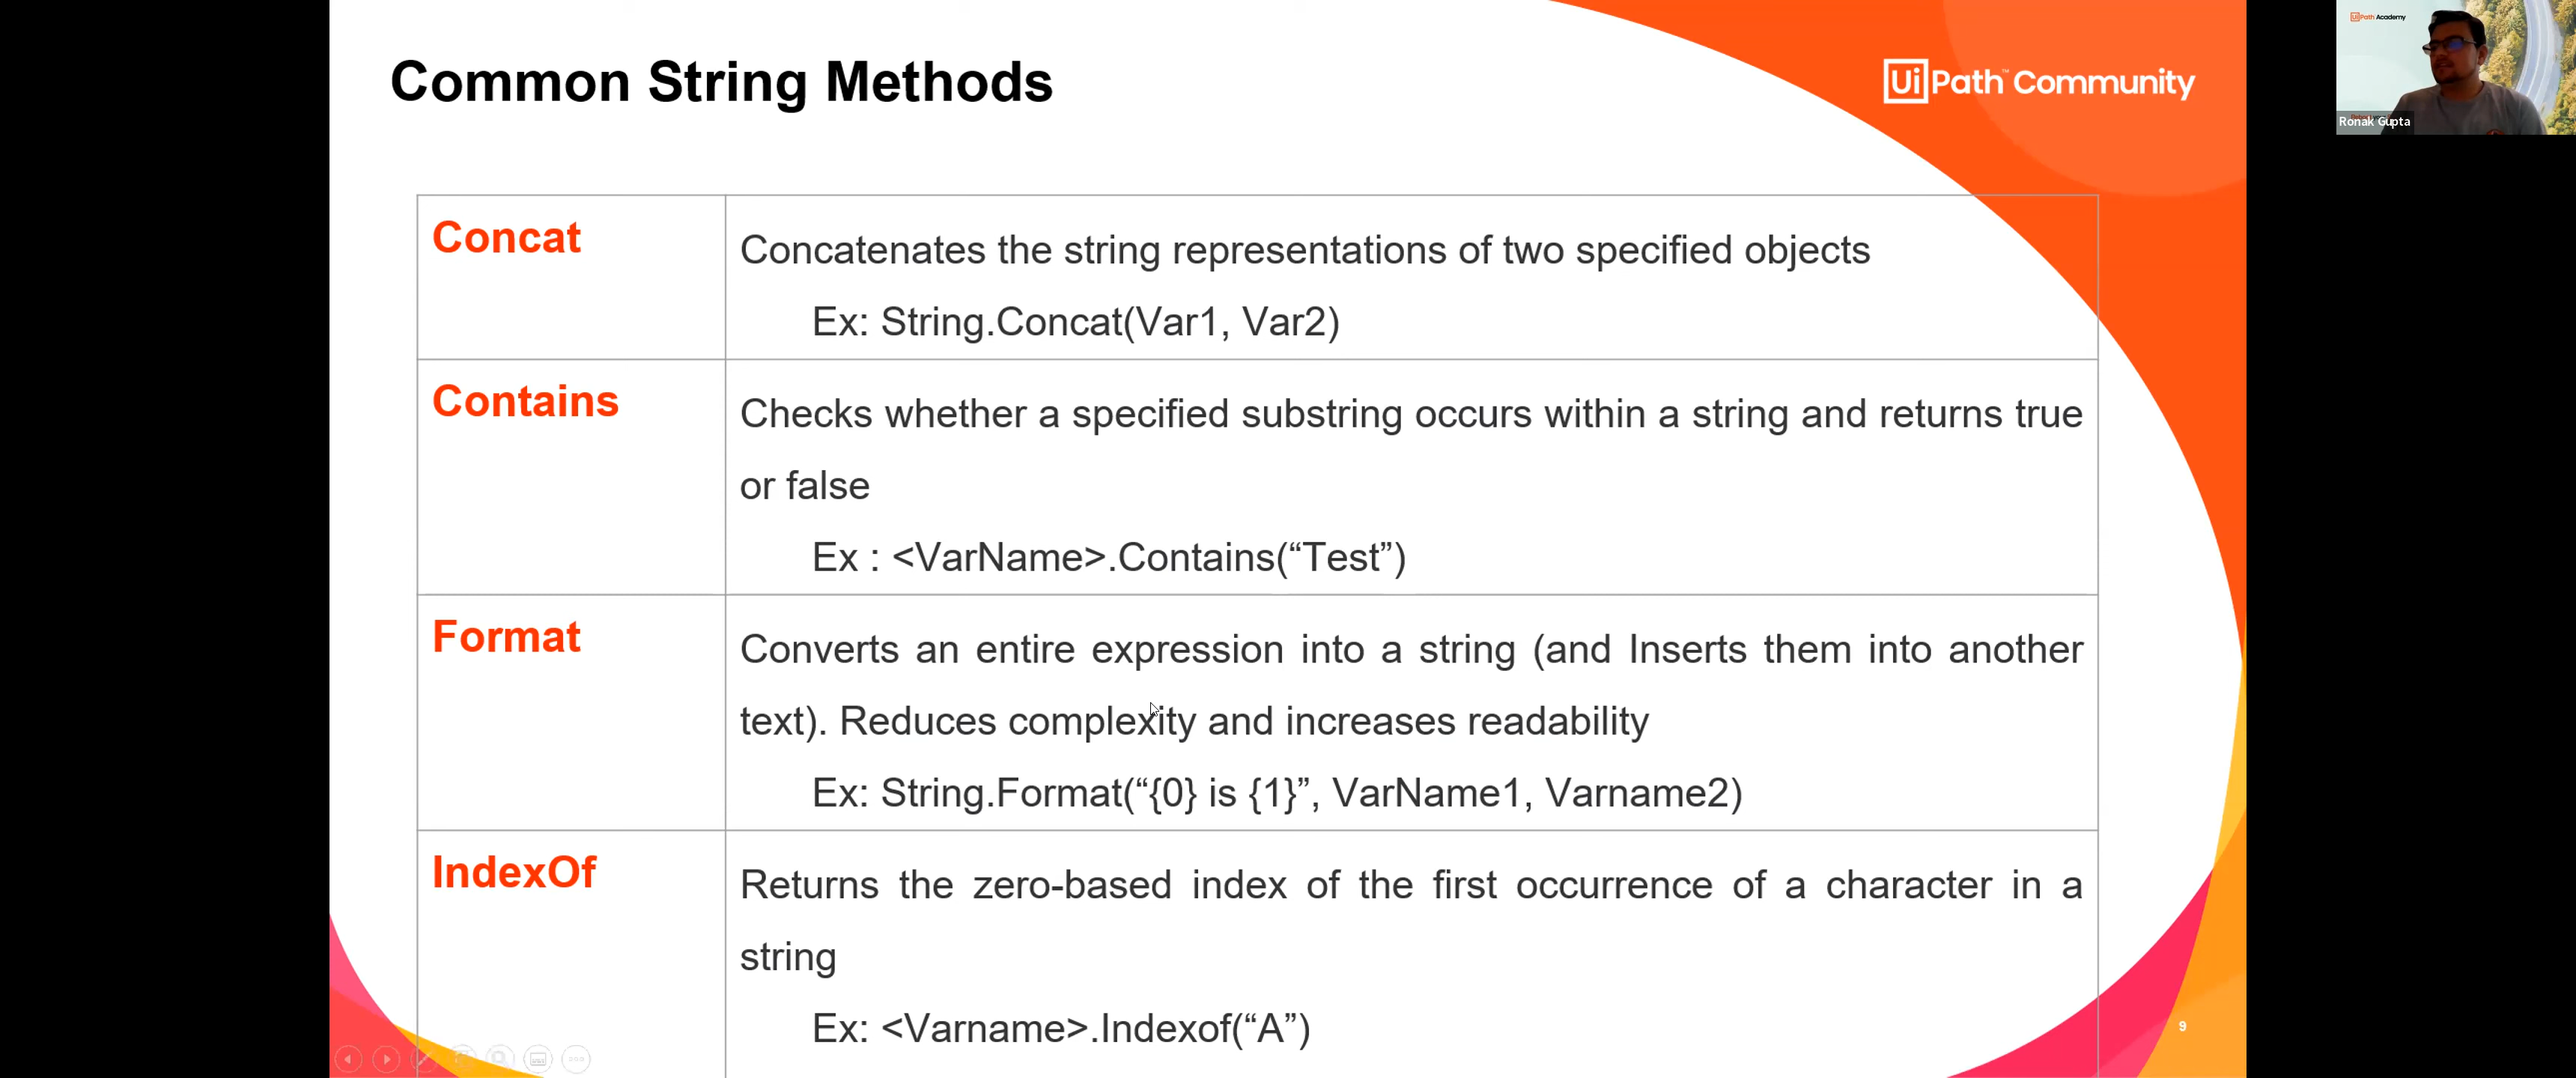 Common String Methods
UiPath™ Community
UiPath Academy
Ronak Gupta
Concat
Concatenates the string representations of two specified objects
Ex: String.Concat(Var1, Var2)
Contains
Checks whether a specified substring occurs within a string and returns true
or false
Ex : <VarName>.Contains(“Test”)
Format
Converts an entire expression into a string (and Inserts them into another
text). Reduces complexity and increases readability
Ex: String.Format(“{0} is {1}”, VarName1, Varname2)
IndexOf
Returns the zero-based index of the first occurrence of a character in a
string
Ex: <Varname>.Indexof(“A”)
9